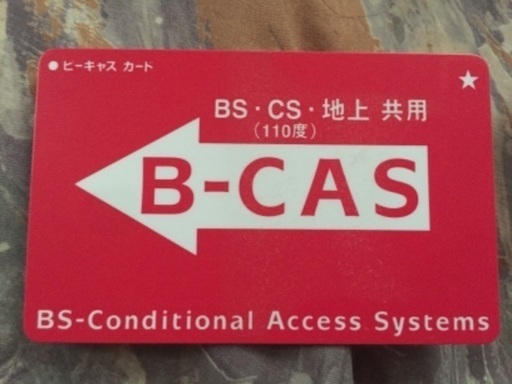 ●ビーキャス カード
★
BS・CS・地上 共用
(110度)
B-CAS
BS-Conditional Access Systems